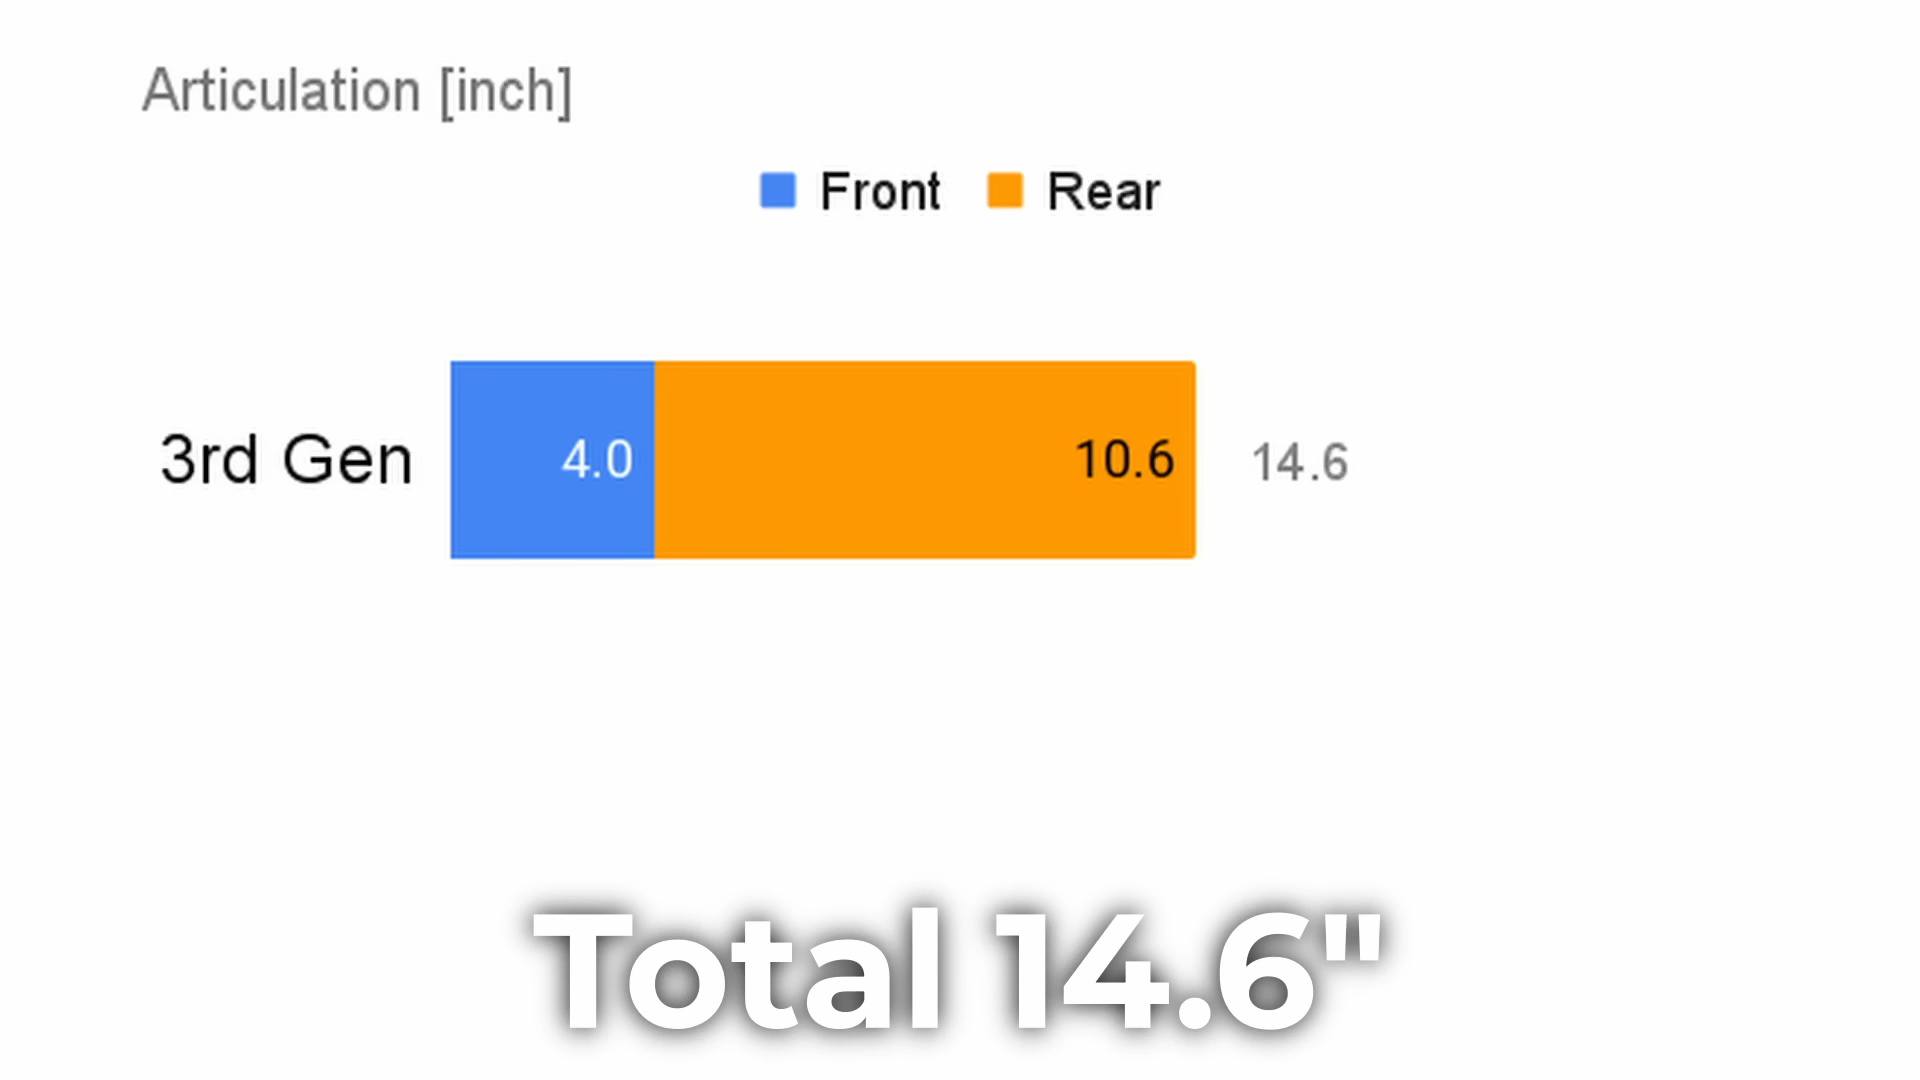 Articulation [inch]
Front Rear
3rd Gen 4.0 10.6 14.6
Total 14.6"